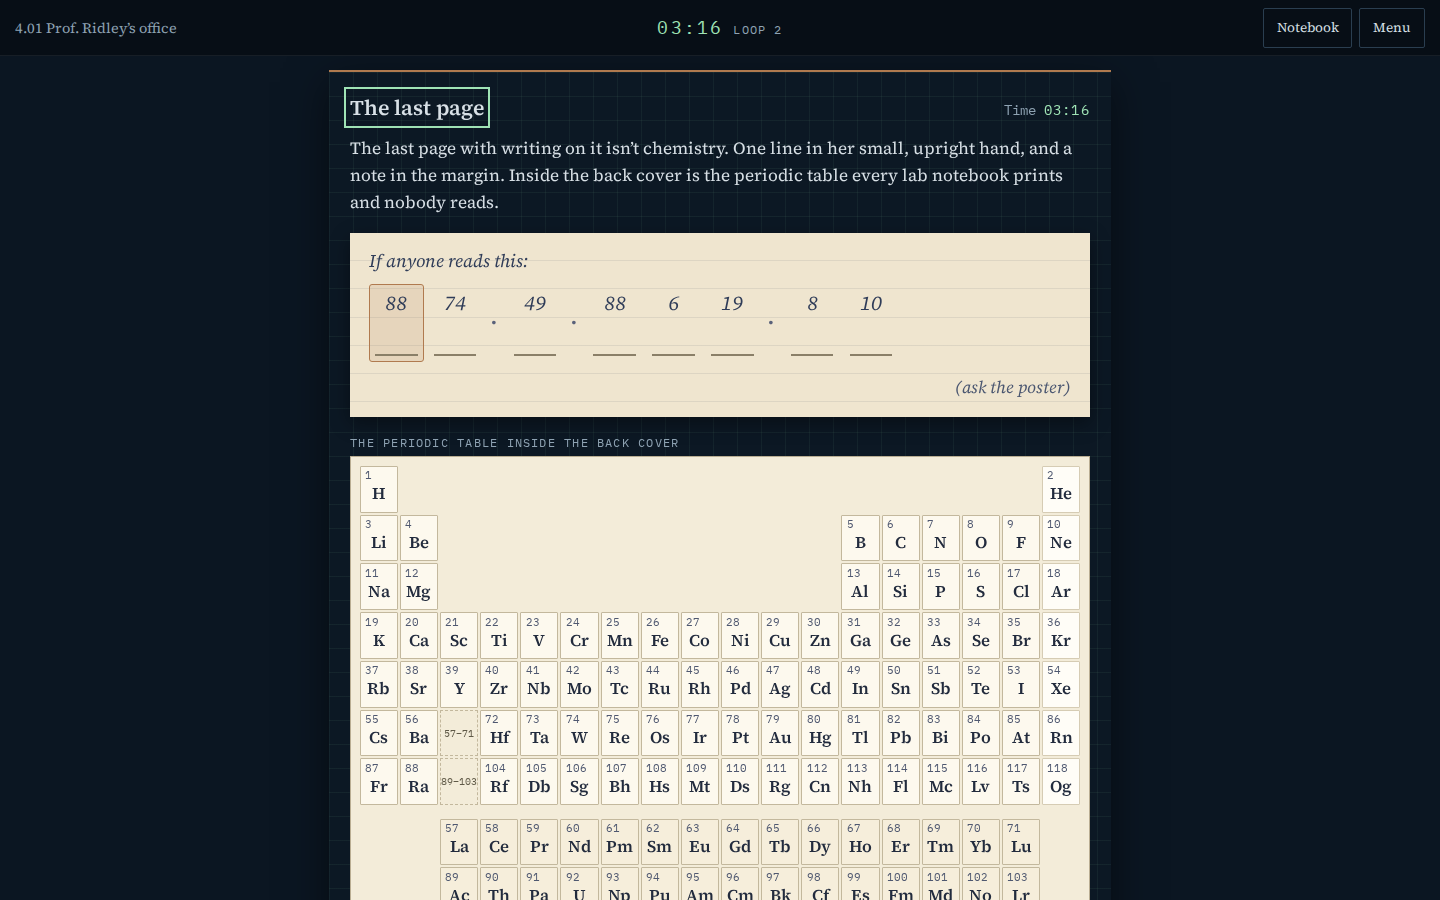 4.01 Prof. Ridley's office
03:16 LOOP 2
Notebook
Menu
The last page
Time 03:16
The last page with writing on it isn't chemistry. One line in her small, upright hand, and a
note in the margin. Inside the back cover is the periodic table every lab notebook prints
and nobody reads.
If anyone reads this:
88 74 · 49 · 88 6 19 · 8 10
(ask the poster)
THE PERIODIC TABLE INSIDE THE BACK COVER
1 2
H He
3 4 5 6 7 8 9 10
Li Be B C N O F Ne
11 12 13 14 15 16 17 18
Na Mg Al Si P S Cl Ar
19 20 21 22 23 24 25 26 27 28 29 30 31 32 33 34 35 36
K Ca Sc Ti V Cr Mn Fe Co Ni Cu Zn Ga Ge As Se Br Kr
37 38 39 40 41 42 43 44 45 46 47 48 49 50 51 52 53 54
Rb Sr Y Zr Nb Mo Tc Ru Rh Pd Ag Cd In Sn Sb Te I Xe
55 56 57–71 72 73 74 75 76 77 78 79 80 81 82 83 84 85 86
Cs Ba Hf Ta W Re Os Ir Pt Au Hg Tl Pb Bi Po At Rn
87 88 89–103 104 105 106 107 108 109 110 111 112 113 114 115 116 117 118
Fr Ra Rf Db Sg Bh Hs Mt Ds Rg Cn Nh Fl Mc Lv Ts Og
57 58 59 60 61 62 63 64 65 66 67 68 69 70 71
La Ce Pr Nd Pm Sm Eu Gd Tb Dy Ho Er Tm Yb Lu
89 90 91 92 93 94 95 96 97 98 99 100 101 102 103
Ac Th Pa U Np Pu Am Cm Bk Cf Es Fm Md No Lr